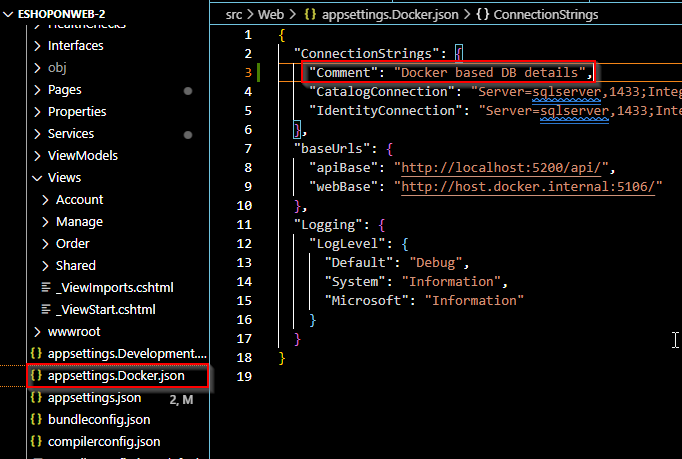 ESHOPONWEB-2
HealthChecks
Interfaces
obj
Pages
Properties
Services
ViewModels
Views
Account
Manage
Order
Shared
_ViewImports.cshtml
_ViewStart.cshtml
wwwroot
{} appsettings.Development....
{} appsettings.Docker.json
{} appsettings.json 2, M
{} bundleconfig.json
{} compilerconfig.json
src > Web > {} appsettings.Docker.json > {} ConnectionStrings
1 {
2 "ConnectionStrings": {
3 "Comment": "Docker based DB details",
4 "CatalogConnection": "Server=sqlserver,1433;Integ
5 "IdentityConnection": "Server=sqlserver,1433;Inte
6 },
7 "baseUrls": {
8 "apiBase": "http://localhost:5200/api/",
9 "webBase": "http://host.docker.internal:5106/"
10 },
11 "Logging": {
12 "LogLevel": {
13 "Default": "Debug",
14 "System": "Information",
15 "Microsoft": "Information"
16 }
17 }
18 }
19